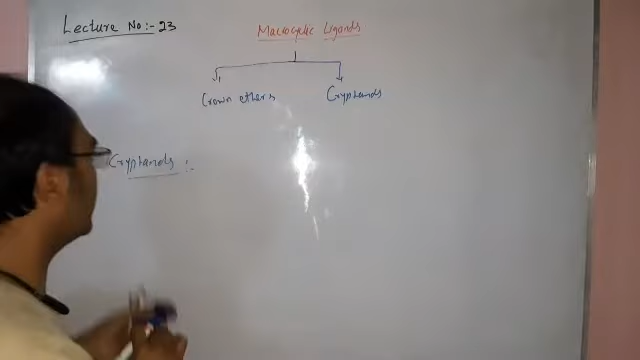 Lecture No:- 23
Macrocyclic Ligands
Crown ethers
Cryptands
Cryptands :-